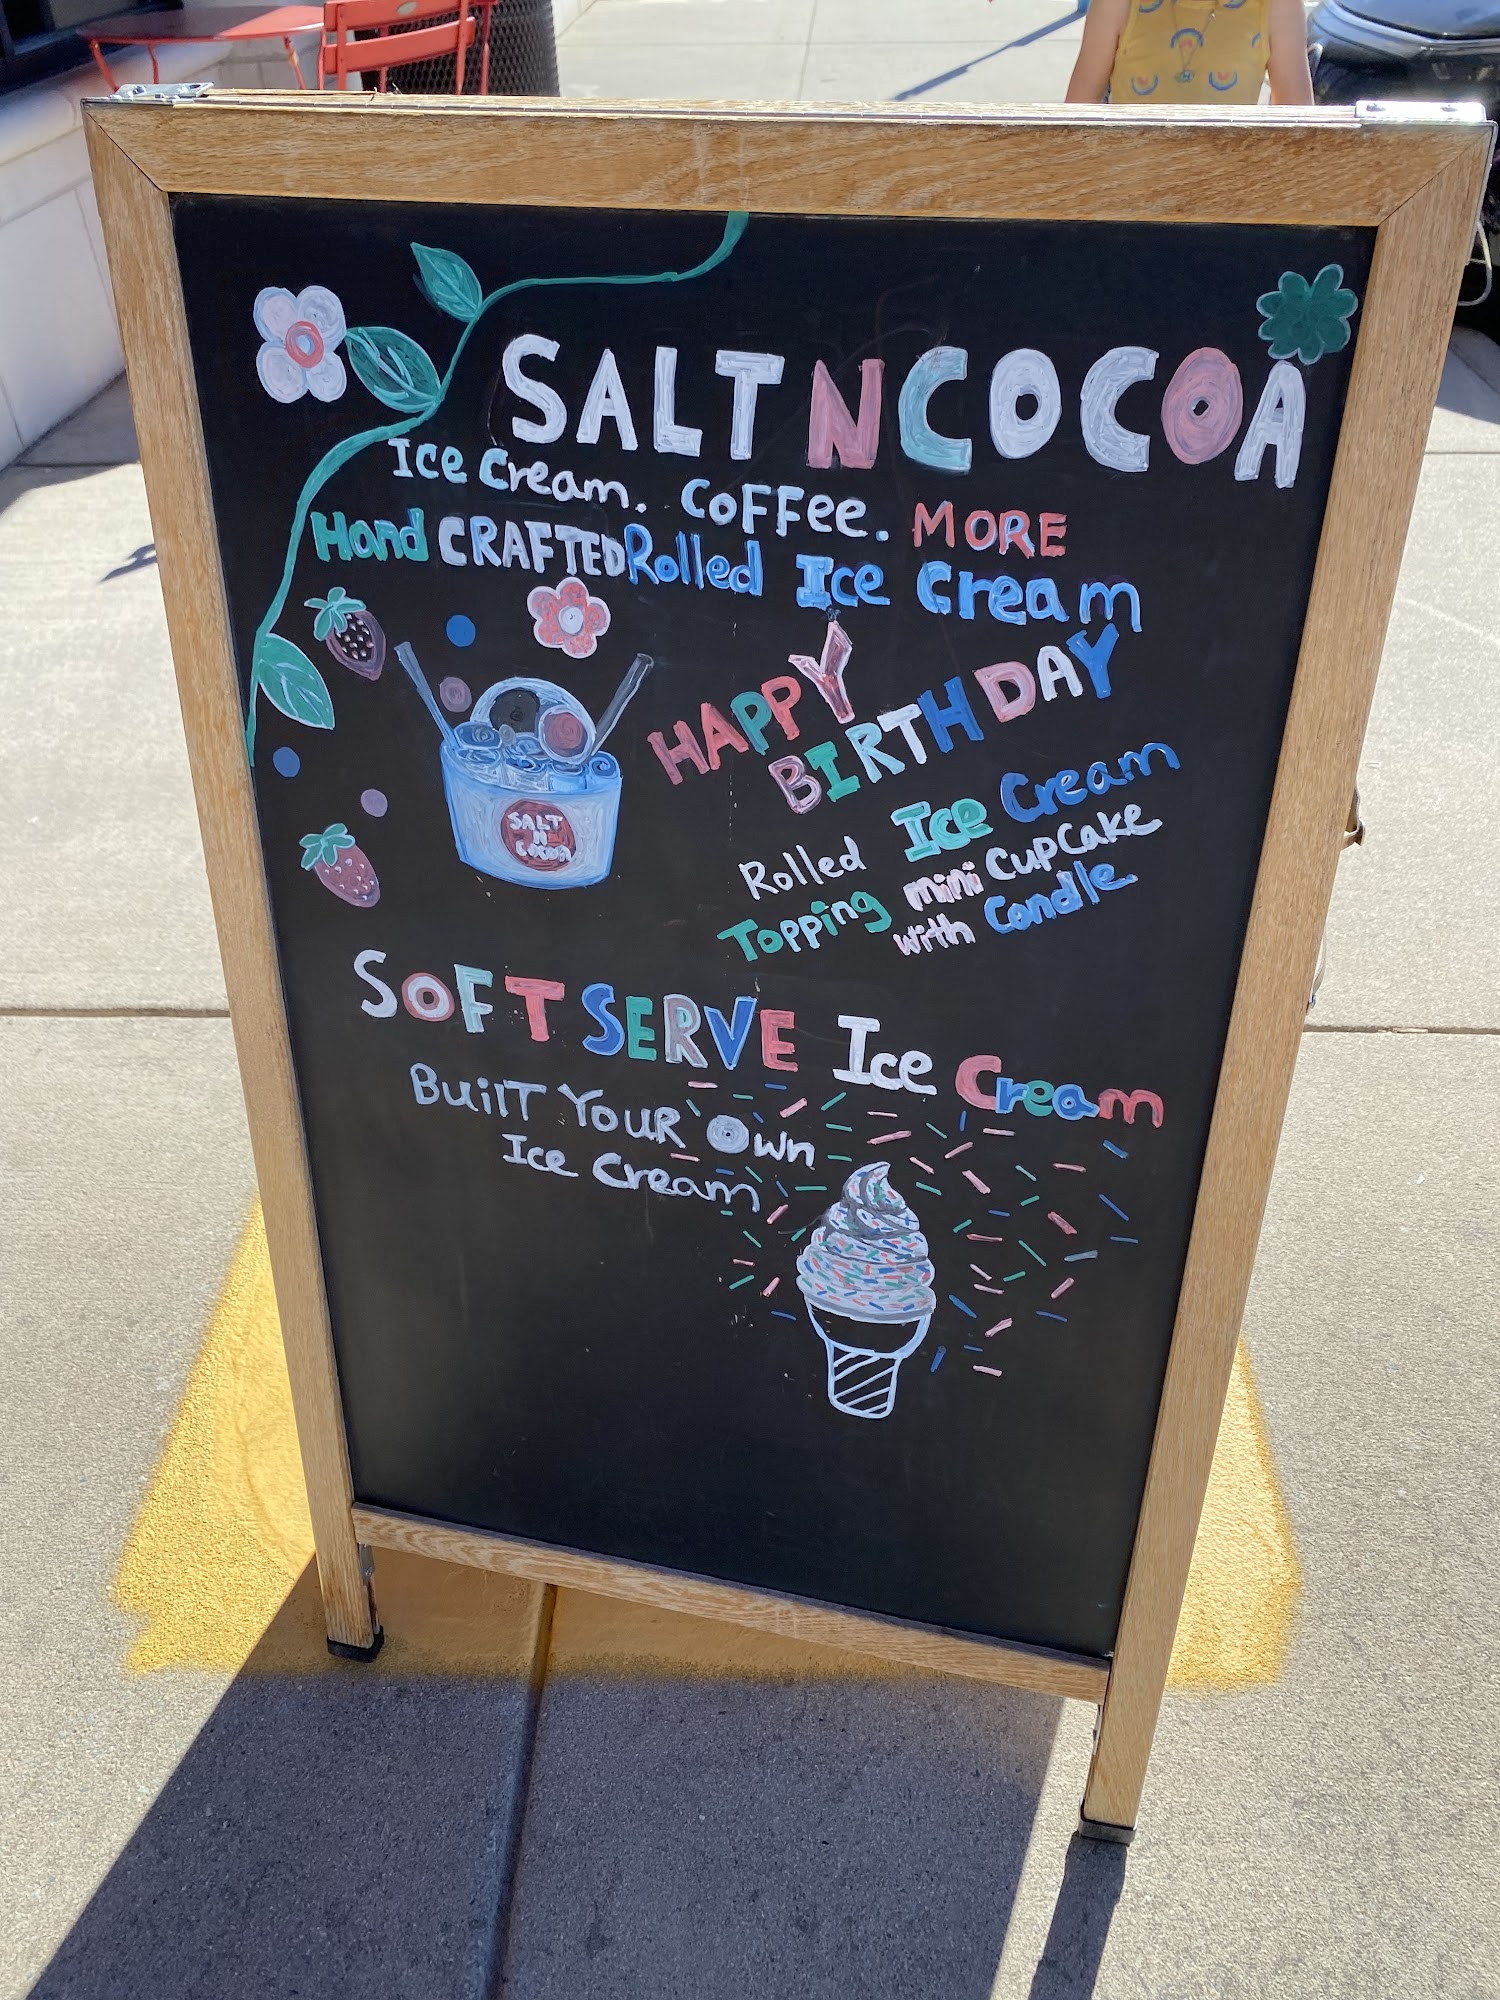 SALT N COCOA
Ice Cream. COFFee. MORE
Hand CRAFTED Rolled Ice Cream
HAPPY
BIRTHDAY
Rolled Ice Cream
Topping mini CupCake
with Candle.
SALT
N
COCOA
SOFT SERVE Ice Cream
BuilT YOUR Own
Ice Cream